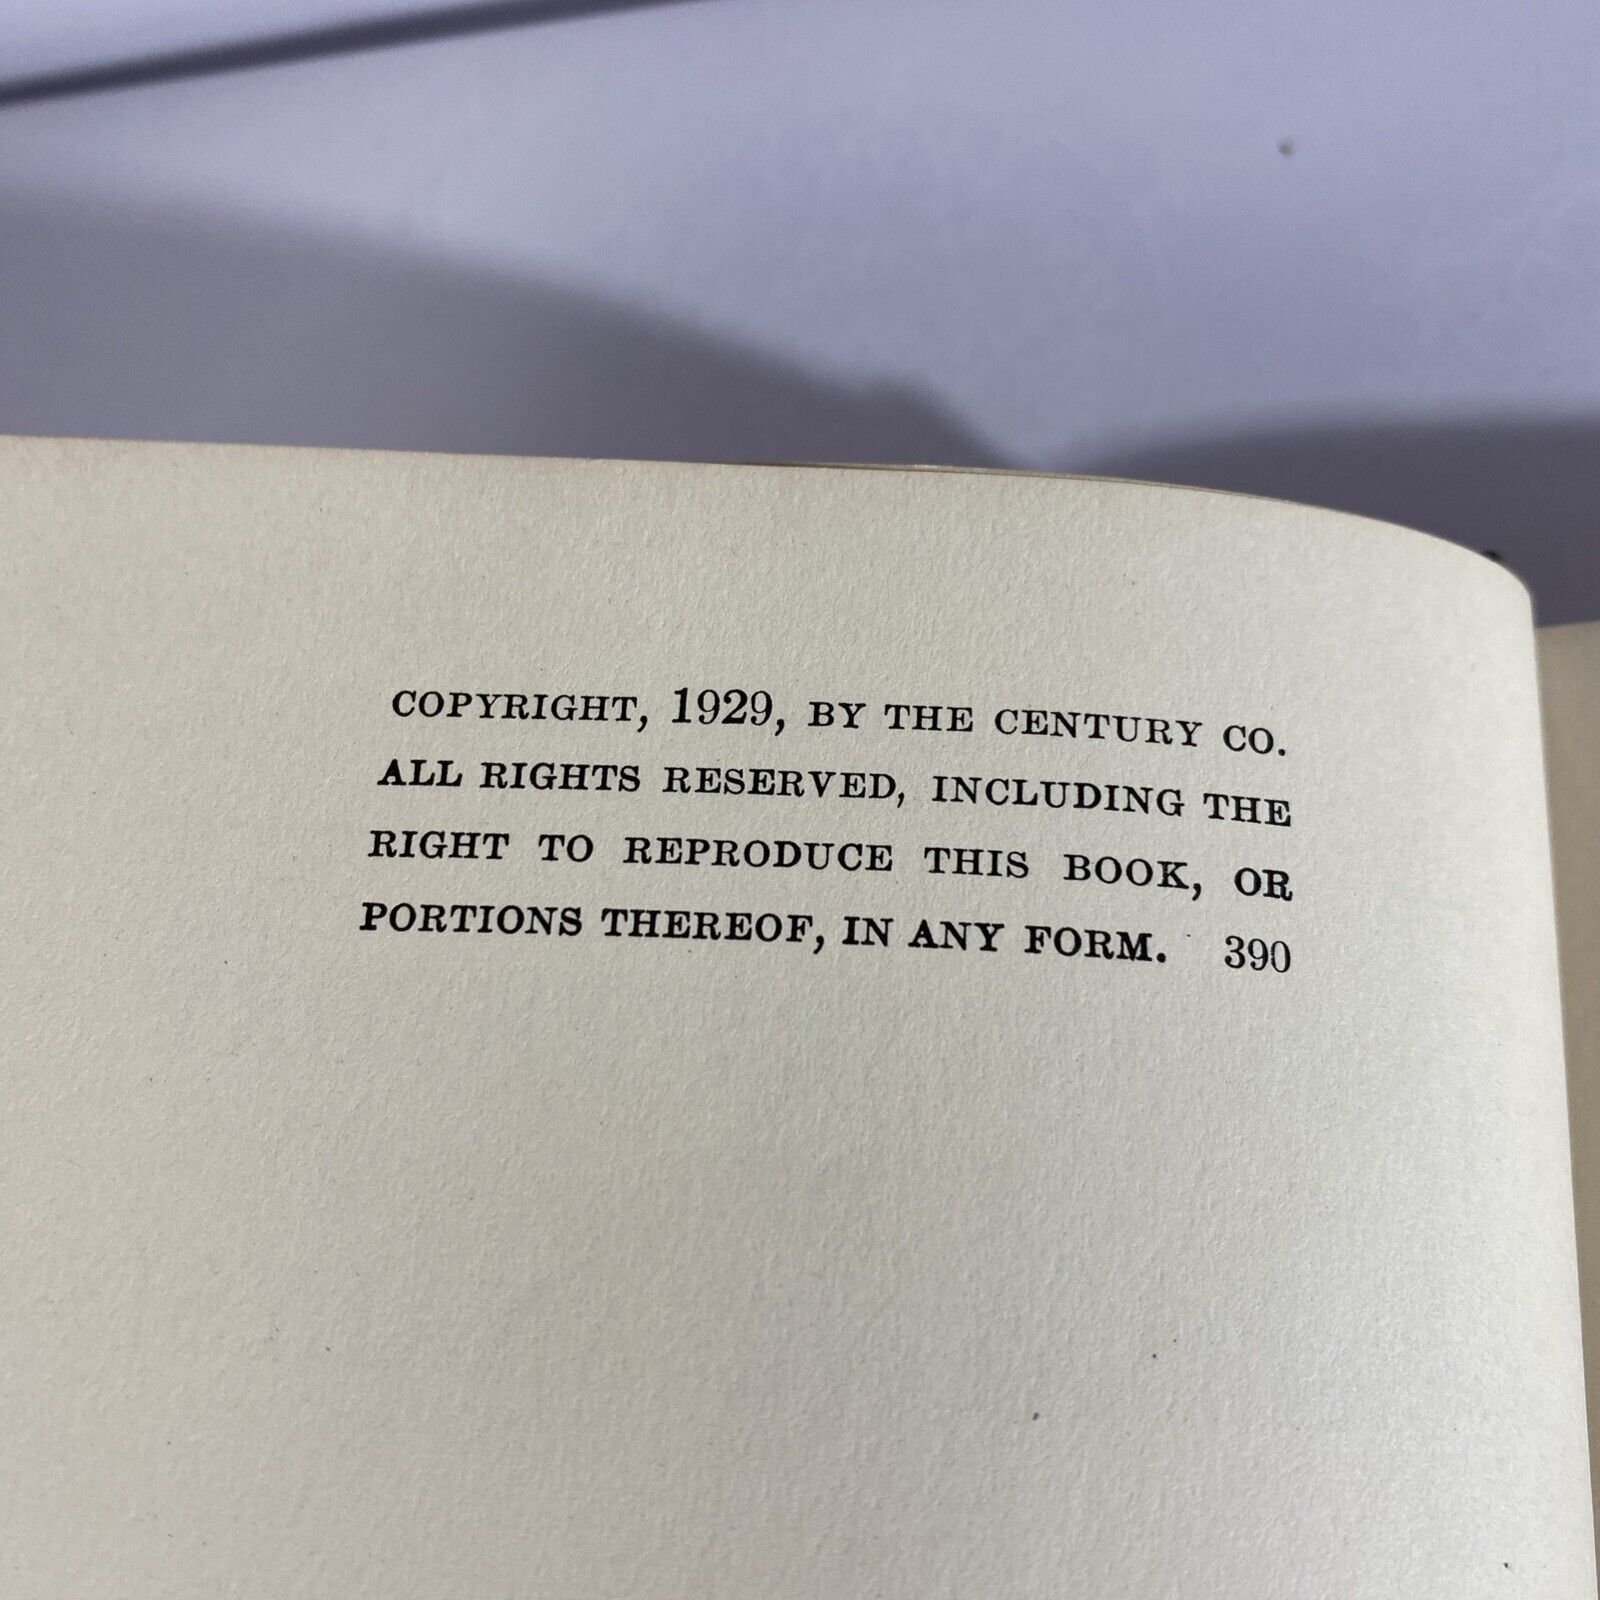 COPYRIGHT, 1929, BY THE CENTURY CO.
ALL RIGHTS RESERVED, INCLUDING THE
RIGHT TO REPRODUCE THIS BOOK, OR
PORTIONS THEREOF, IN ANY FORM. 390